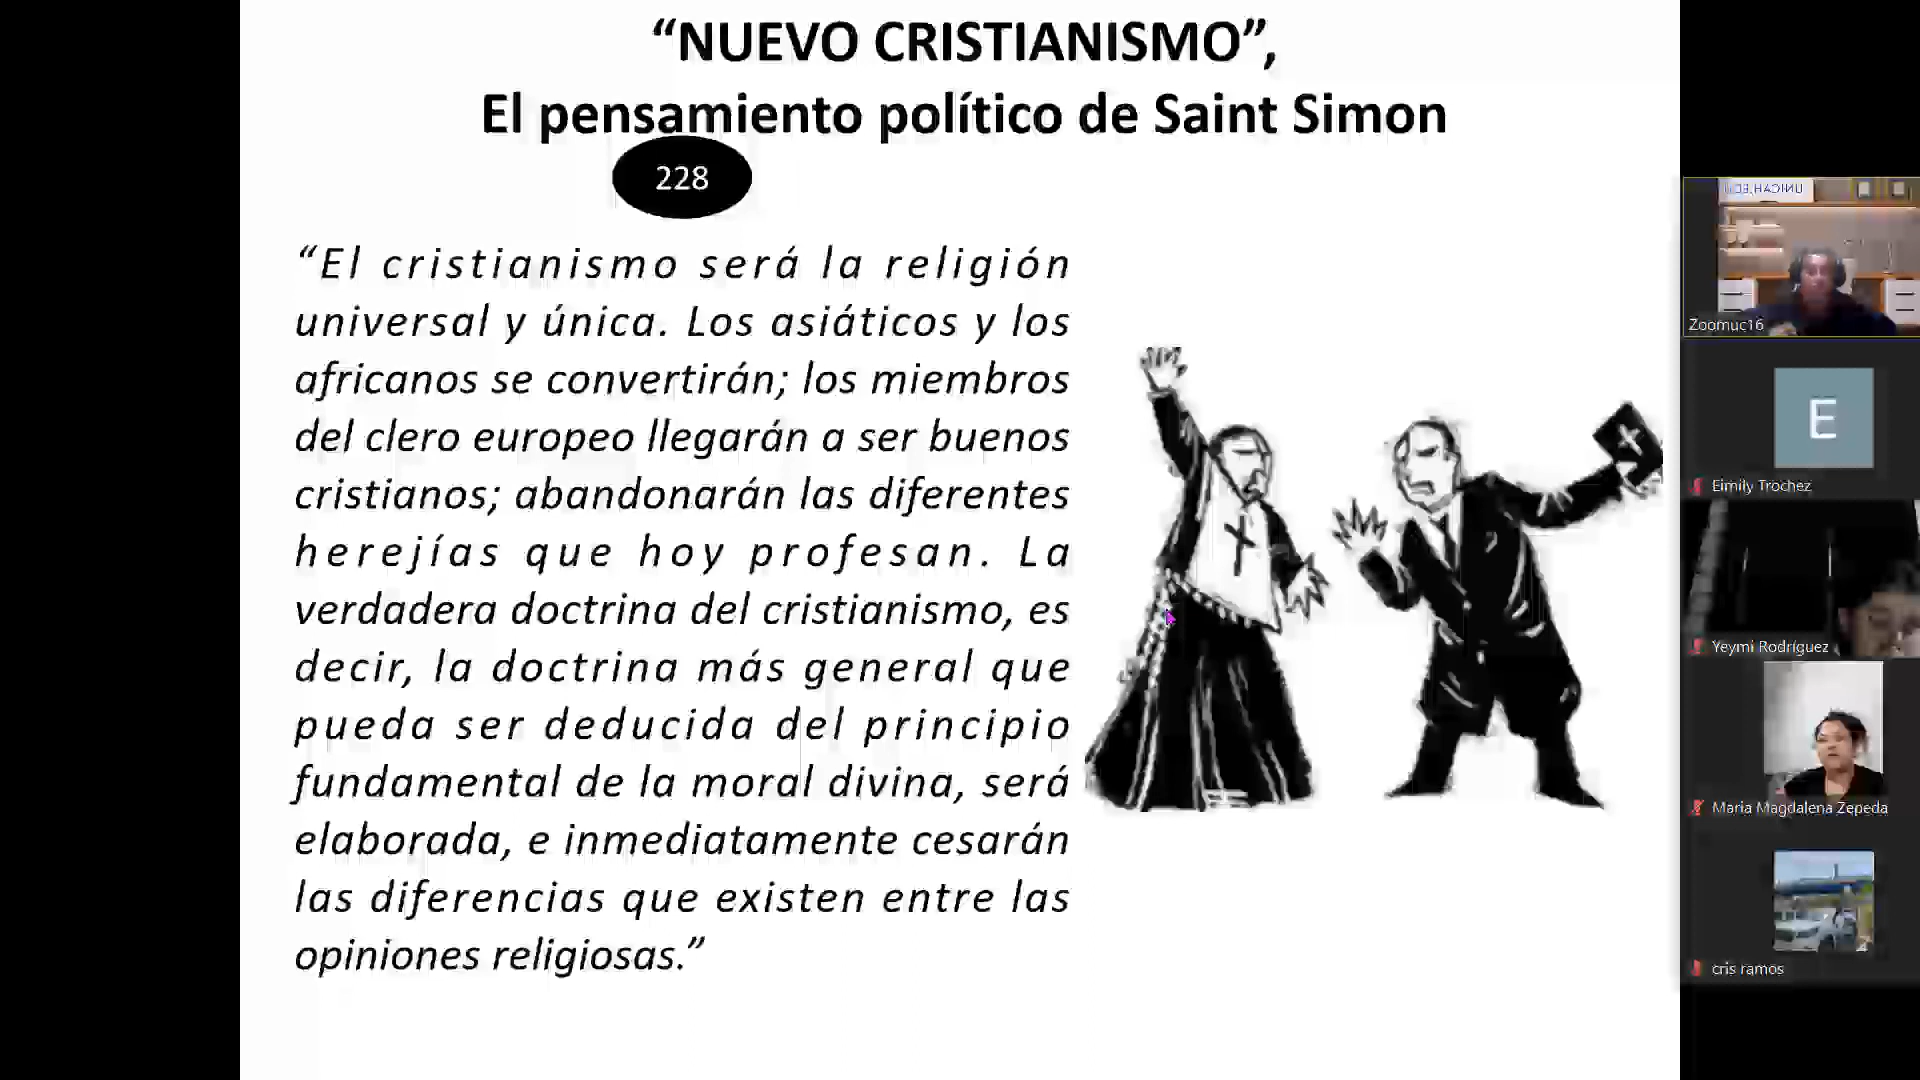 “NUEVO CRISTIANISMO”,
El pensamiento político de Saint Simon
228
“El cristianismo será la religión
universal y única. Los asiáticos y los
africanos se convertirán; los miembros
del clero europeo llegarán a ser buenos
cristianos; abandonarán las diferentes
herejías que hoy profesan. La
verdadera doctrina del cristianismo, es
decir, la doctrina más general que
pueda ser deducida del principio
fundamental de la moral divina, será
elaborada, e inmediatamente cesarán
las diferencias que existen entre las
opiniones religiosas.”
Zoomuc16
E
Eimily Trochez
Yeymi Rodríguez
Maria Magdalena Zepeda
cris ramos